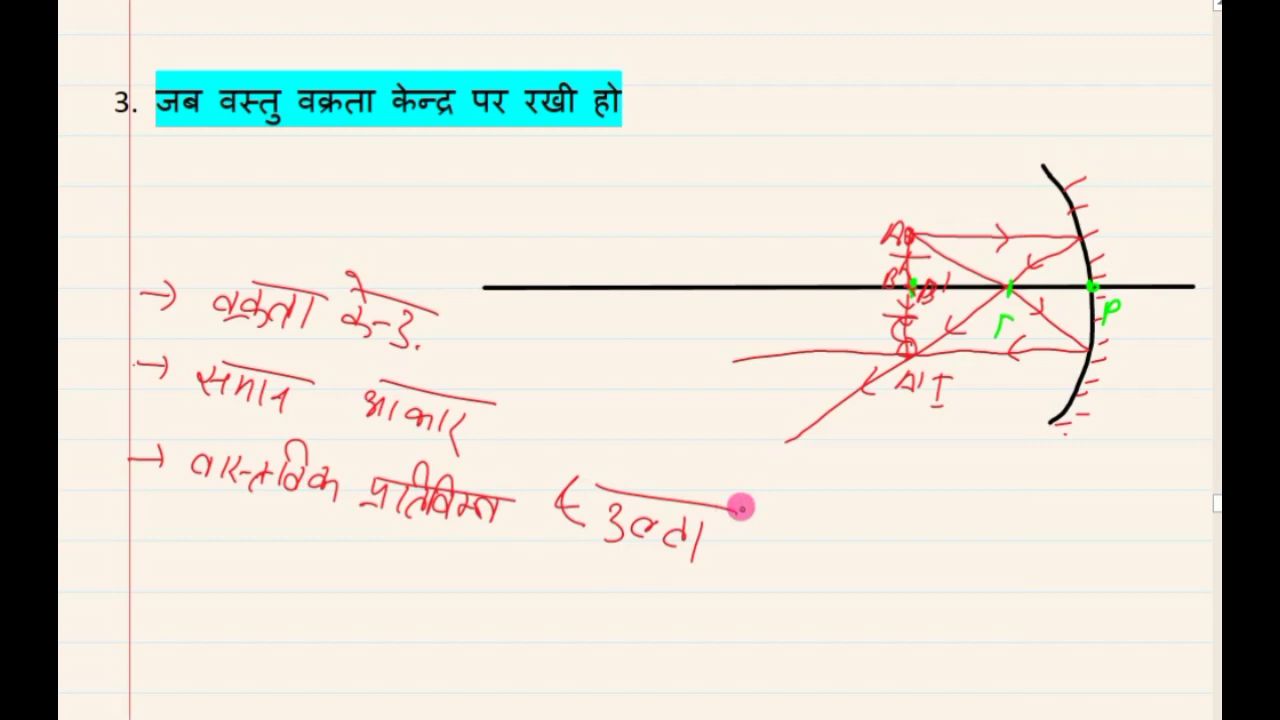 3. जब वस्तु वक्रता केन्द्र पर रखी हो
A
B B'
F P
C
A' I
→ वक्रता केन्द्र.
→ समान आकार
→ वास्तविक प्रतिबिम्ब (उल्टा